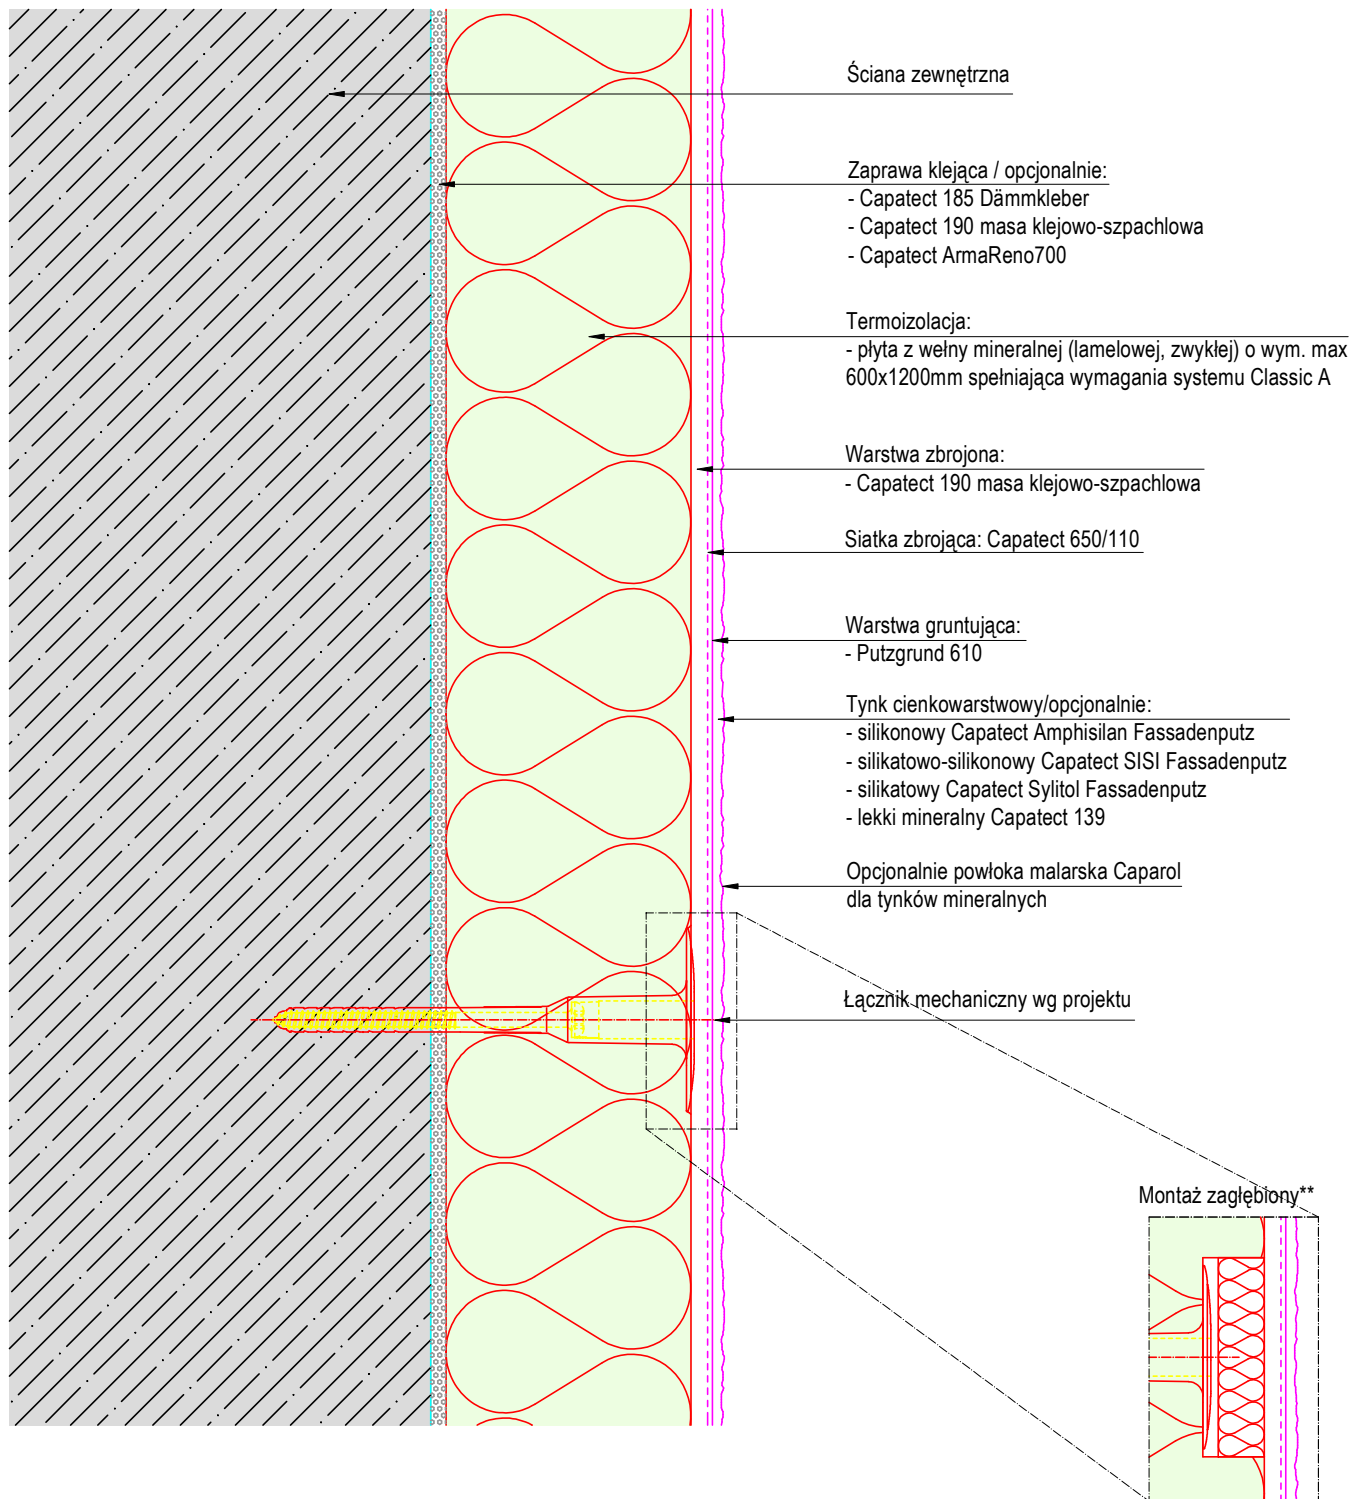 Ściana zewnętrzna
Zaprawa klejąca / opcjonalnie:
- Capatect 185 Dämmkleber
- Capatect 190 masa klejowo-szpachlowa
- Capatect ArmaReno700
Termoizolacja:
- płyta z wełny mineralnej (lamelowej, zwykłej) o wym. max
600x1200mm spełniająca wymagania systemu Classic A
Warstwa zbrojona:
- Capatect 190 masa klejowo-szpachlowa
Siatka zbrojąca: Capatect 650/110
Warstwa gruntująca:
- Putzgrund 610
Tynk cienkowarstwowy/opcjonalnie:
- silikonowy Capatect Amphisilan Fassadenputz
- silikatowo-silikonowy Capatect SISI Fassadenputz
- silikatowy Capatect Sylitol Fassadenputz
- lekki mineralny Capatect 139
Opcjonalnie powłoka malarska Caparol
dla tynków mineralnych
Łącznik mechaniczny wg projektu
Montaż zagłębiony**